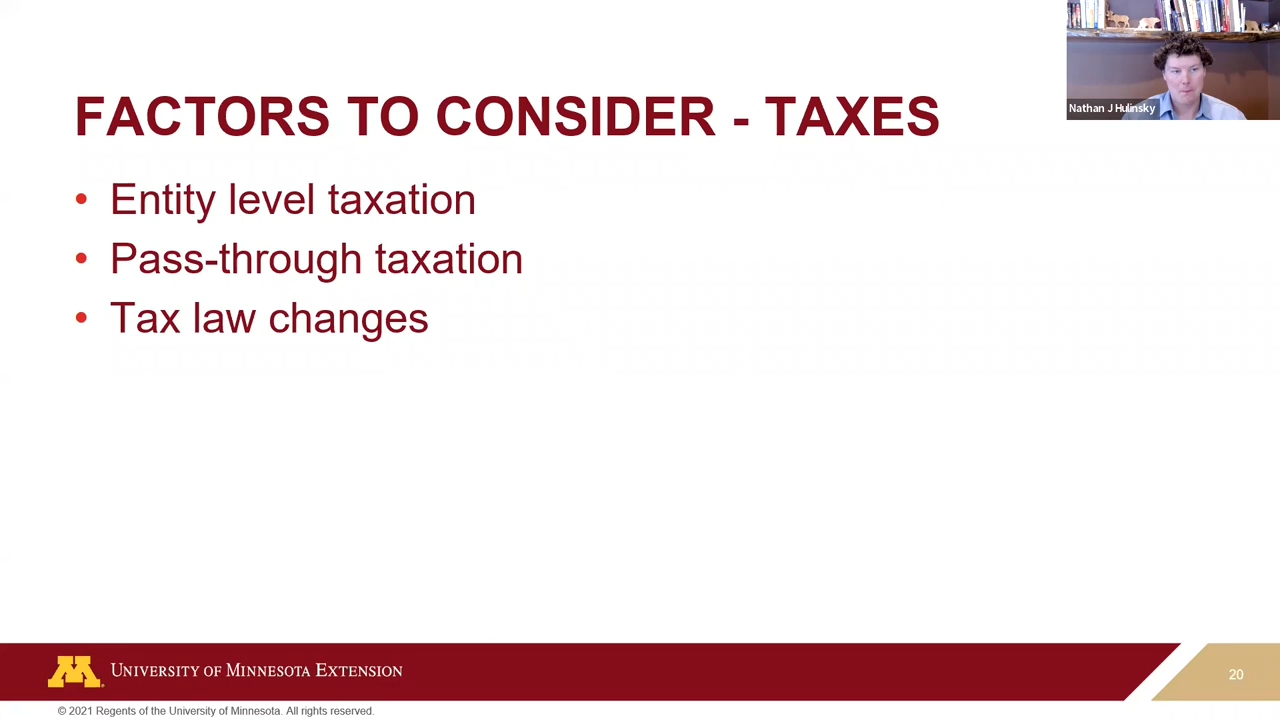 FACTORS TO CONSIDER - TAXES
• Entity level taxation
• Pass-through taxation
• Tax law changes
Nathan J Hulinsky
UNIVERSITY OF MINNESOTA EXTENSION
20
© 2021 Regents of the University of Minnesota. All rights reserved.